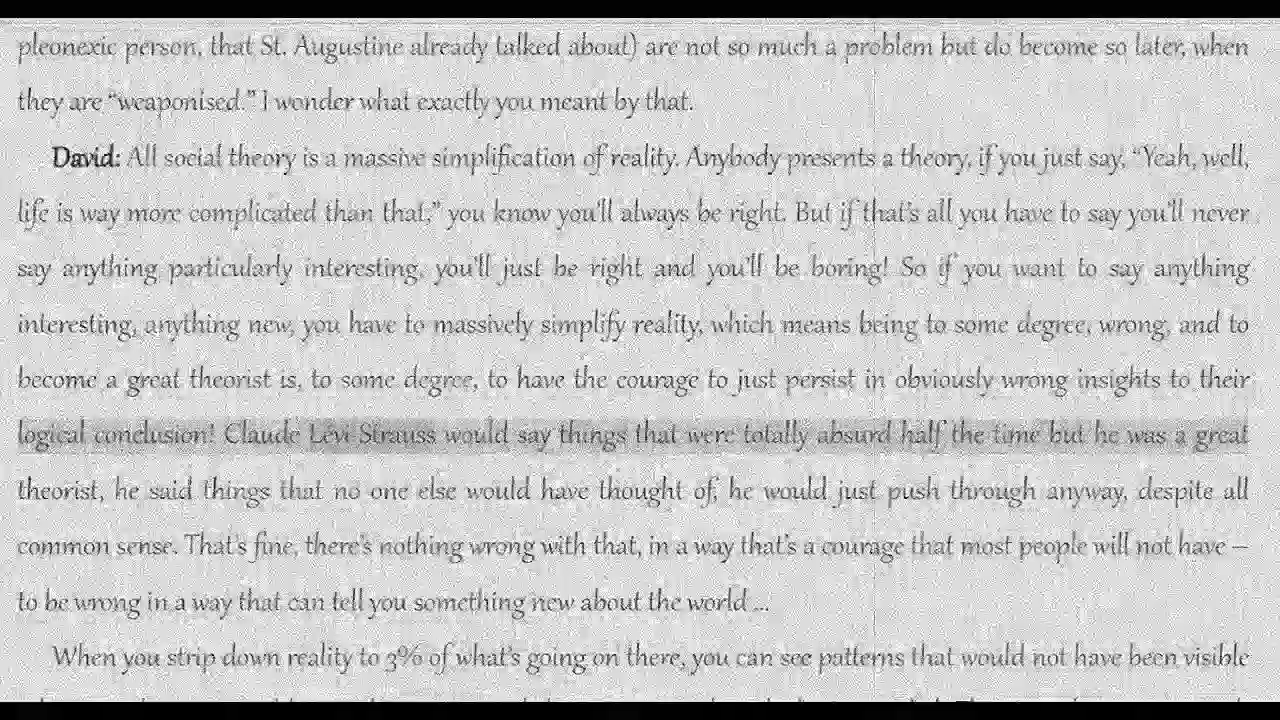 pleonexic person, that St. Augustine already talked about) are not so much a problem but do become so later, when
they are “weaponised.” I wonder what exactly you meant by that.
David: All social theory is a massive simplification of reality. Anybody presents a theory, if you just say, “Yeah, well,
life is way more complicated than that,” you know you'll always be right. But if that's all you have to say you'll never
say anything particularly interesting, you'll just be right and you'll be boring! So if you want to say anything
interesting, anything new, you have to massively simplify reality, which means being to some degree, wrong, and to
become a great theorist is, to some degree, to have the courage to just persist in obviously wrong insights to their
logical conclusion! Claude Lévi-Strauss would say things that were totally absurd half the time but he was a great
theorist, he said things that no one else would have thought of, he would just push through anyway, despite all
common sense. That's fine, there's nothing wrong with that, in a way that's a courage that most people will not have –
to be wrong in a way that can tell you something new about the world ...
When you strip down reality to 3% of what's going on there, you can see patterns that would not have been visible